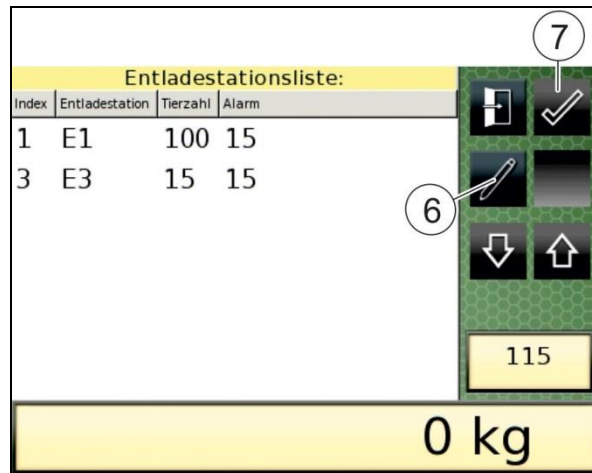 7
Entladestationsliste:
Index Entladestation Tierzahl Alarm
1 E1 100 15
3 E3 15 15
6
115
0 kg